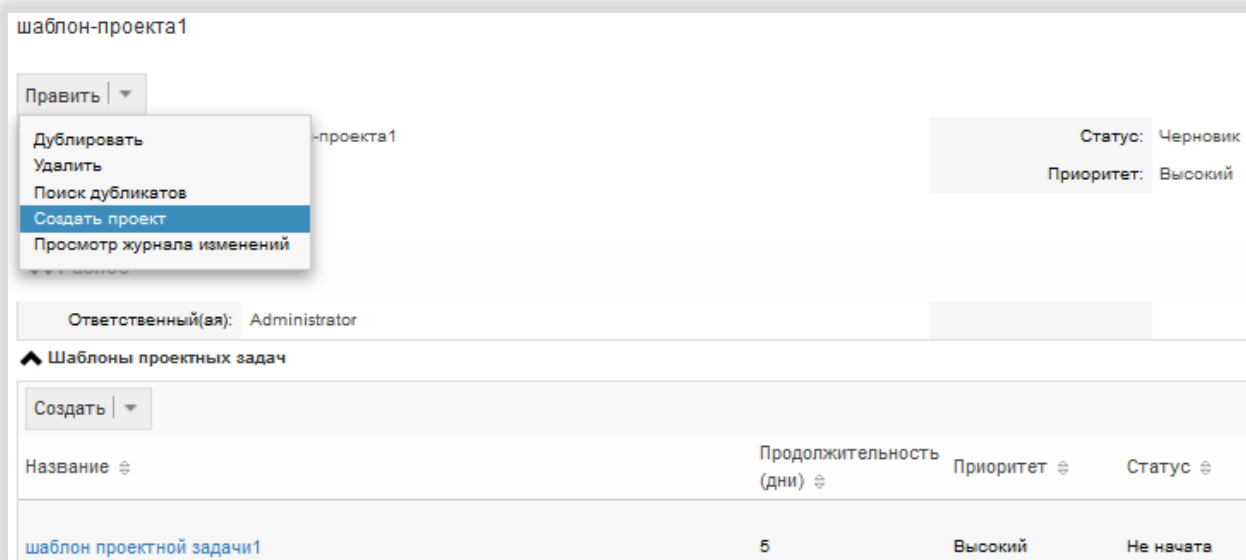 шаблон-проекта1
Править
Дублировать
Удалить
Поиск дубликатов
Создать проект
Просмотр журнала изменений
-проекта1
Статус: Черновик
Приоритет: Высокий
Ответственный(ая): Administrator
Шаблоны проектных задач
Создать
Название
Продолжительность
(дни)
Приоритет
Статус
шаблон проектной задачи1
5
Высокий
Не начата